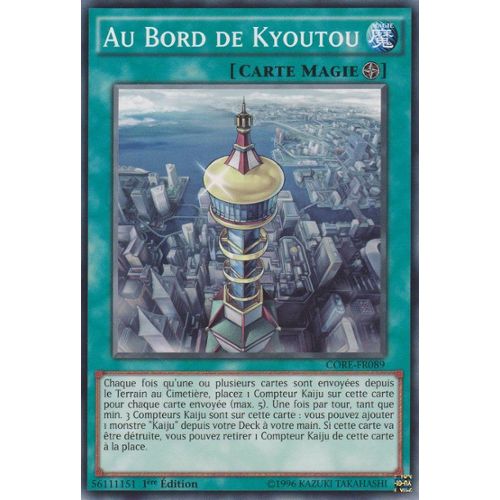 Au Bord de Kyoutou
MAGIE
魔
[Carte Magie]
CORE-FR089
Chaque fois qu'une ou plusieurs cartes sont envoyées depuis
le Terrain au Cimetière, placez 1 Compteur Kaiju sur cette carte
pour chaque carte envoyée (max. 5). Une fois par tour, tant que
min. 3 Compteurs Kaiju sont sur cette carte : vous pouvez ajouter
1 monstre "Kaiju" depuis votre Deck à votre main. Si cette carte va
être détruite, vous pouvez retirer 1 Compteur Kaiju de cette carte
à la place.
56111151 1ère Édition ©1996 KAZUKI TAKAHASHI